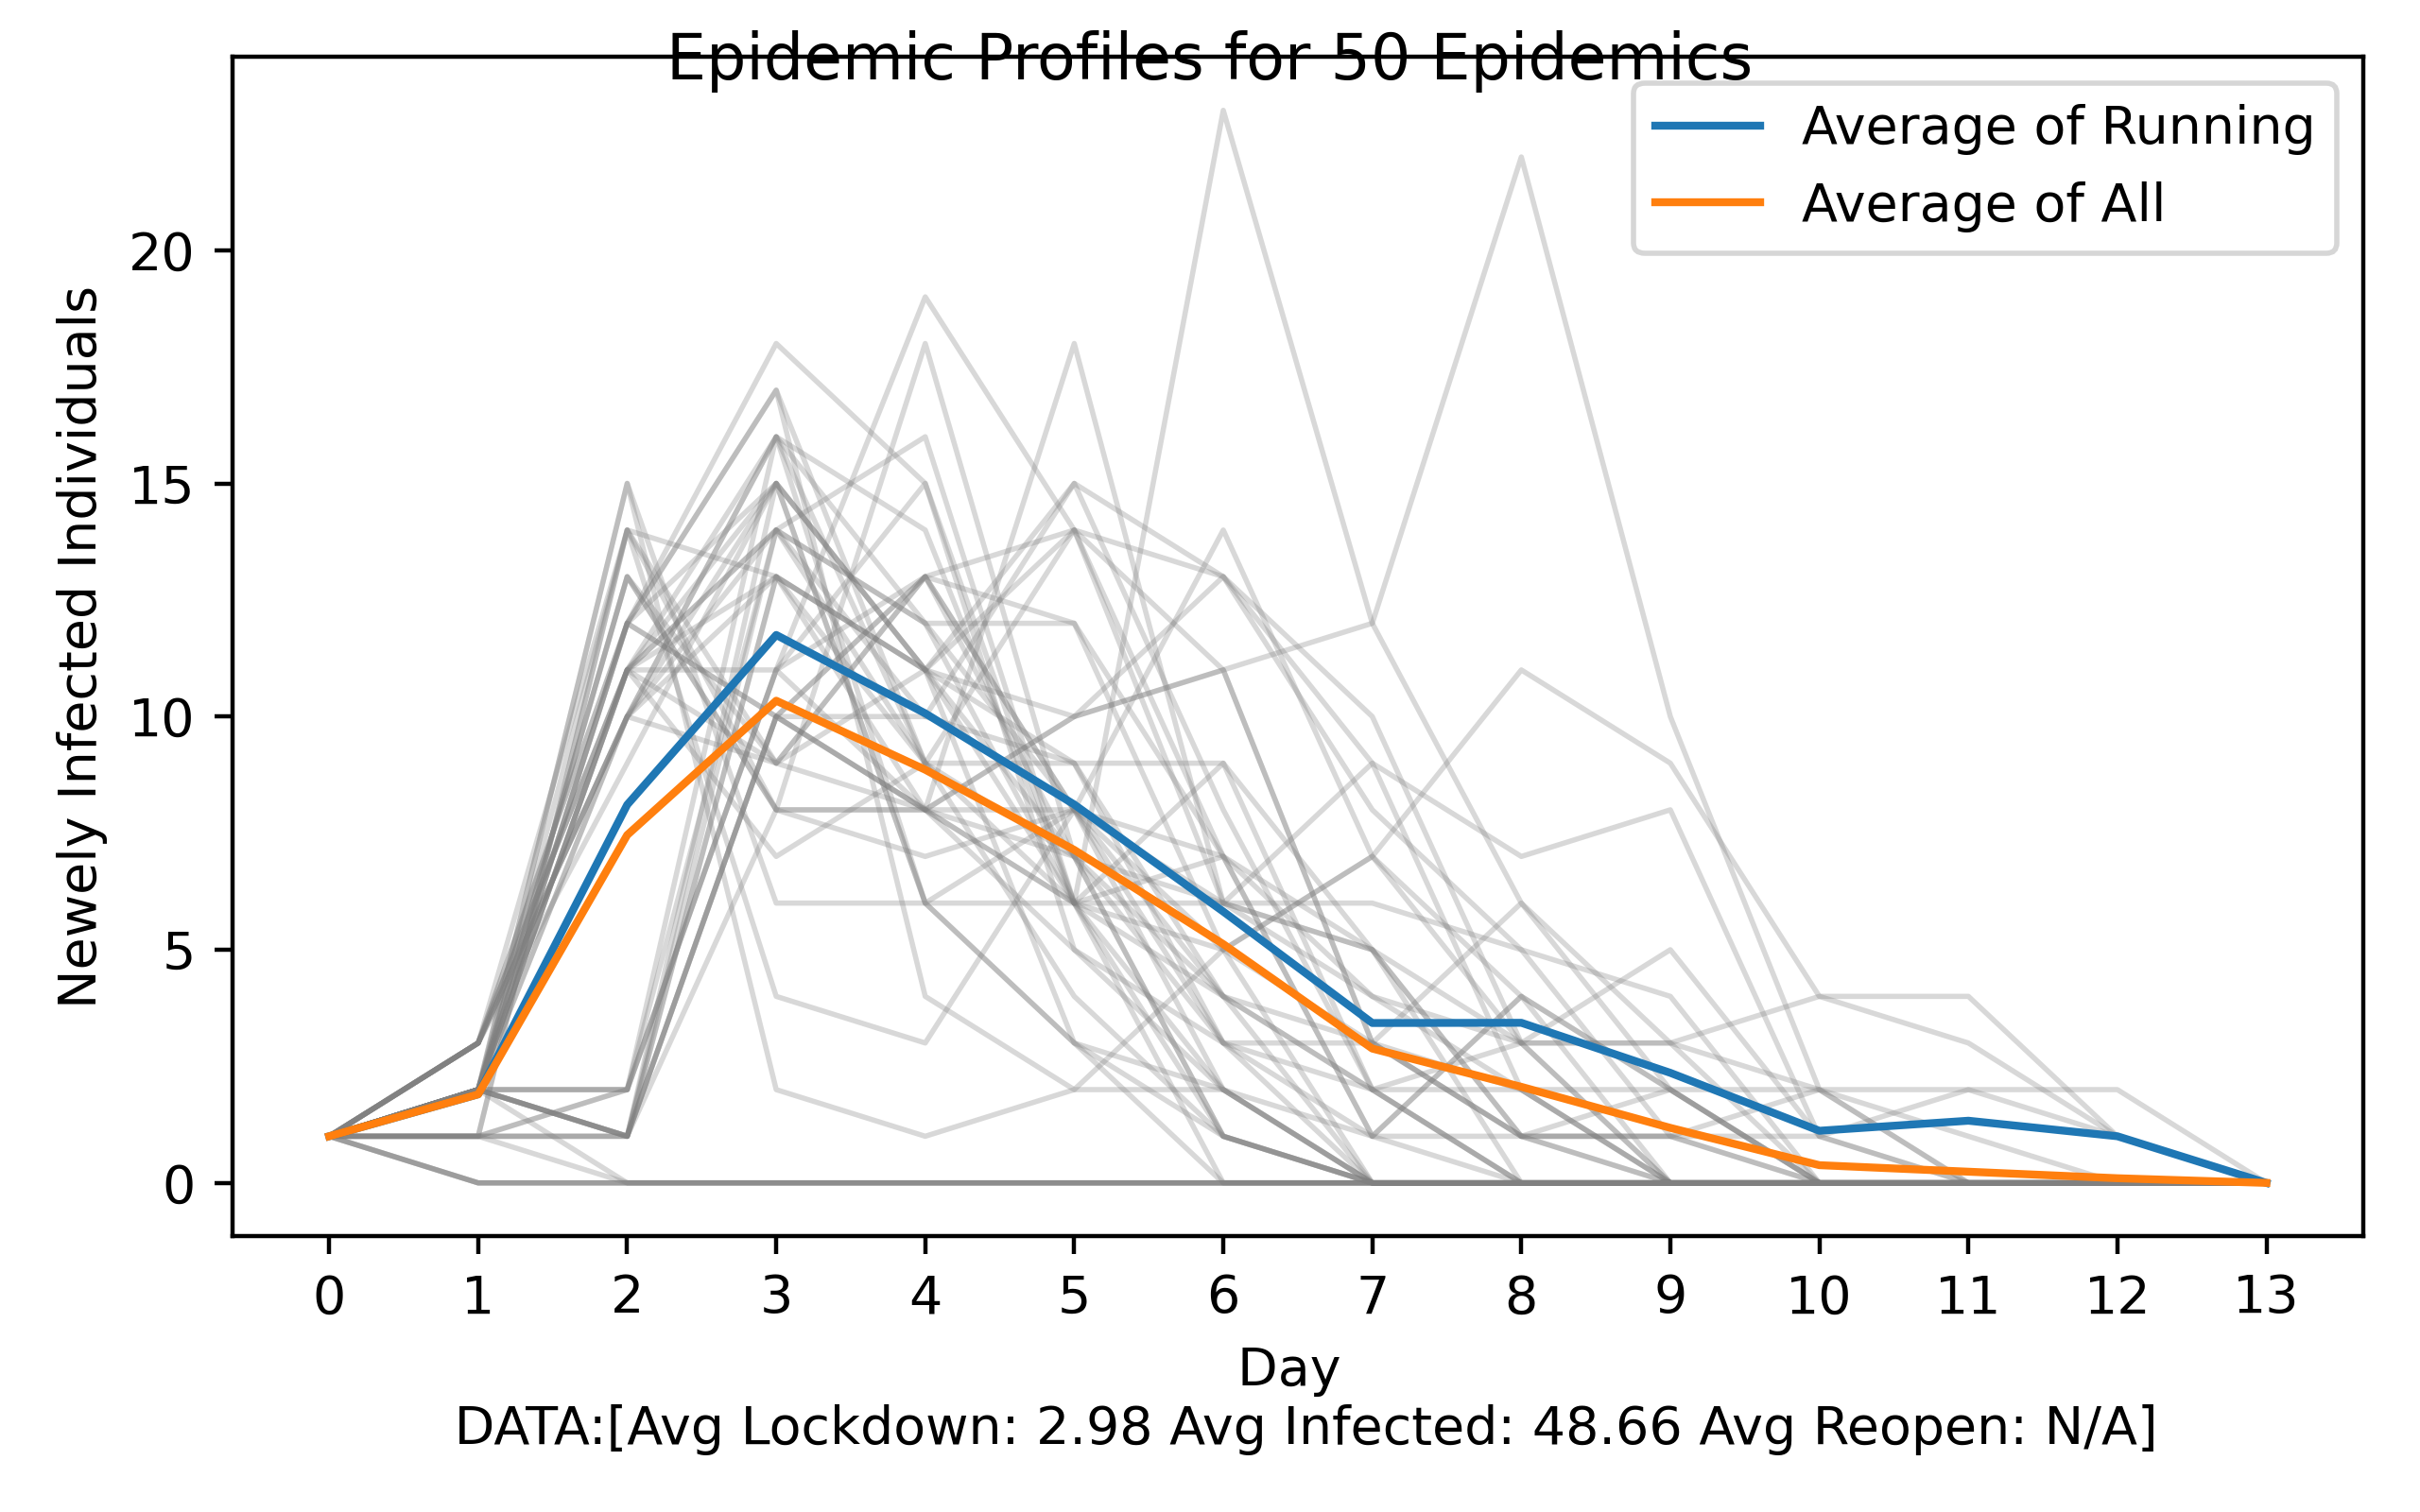 Epidemic Profiles for 50 Epidemics
Average of Running
Average of All
Newely Infected Individuals
20
15
10
5
0
0 1 2 3 4 5 6 7 8 9 10 11 12 13
Day
DATA:[Avg Lockdown: 2.98 Avg Infected: 48.66 Avg Reopen: N/A]